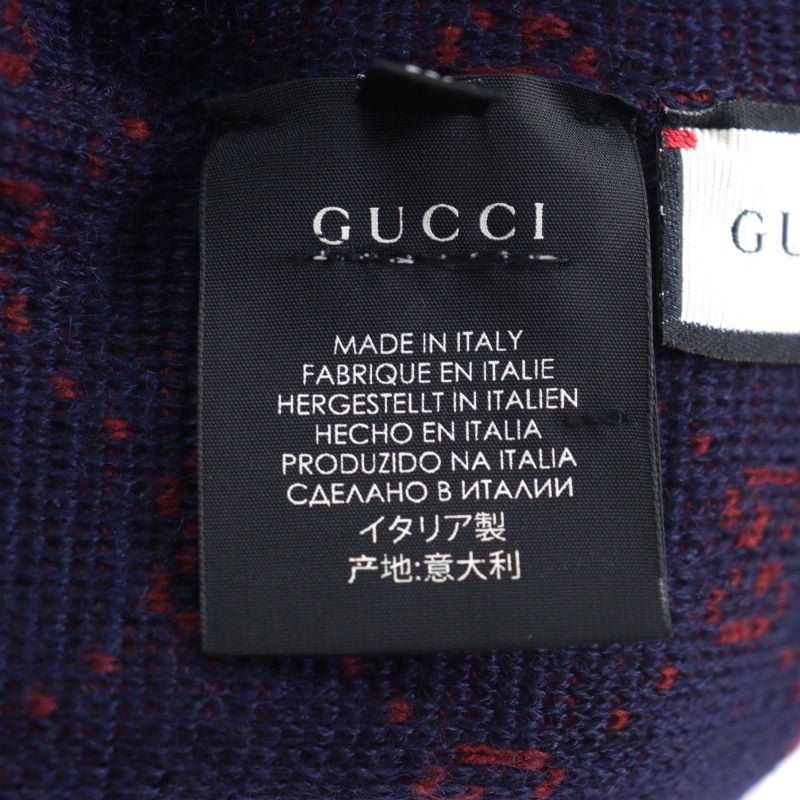 GUCCI
MADE IN ITALY
FABRIQUE EN ITALIE
HERGESTELLT IN ITALIEN
HECHO EN ITALIA
PRODUZIDO NA ITALIA
СДЕЛАНО В ИТАЛИИ
イタリア製
产地:意大利
GU